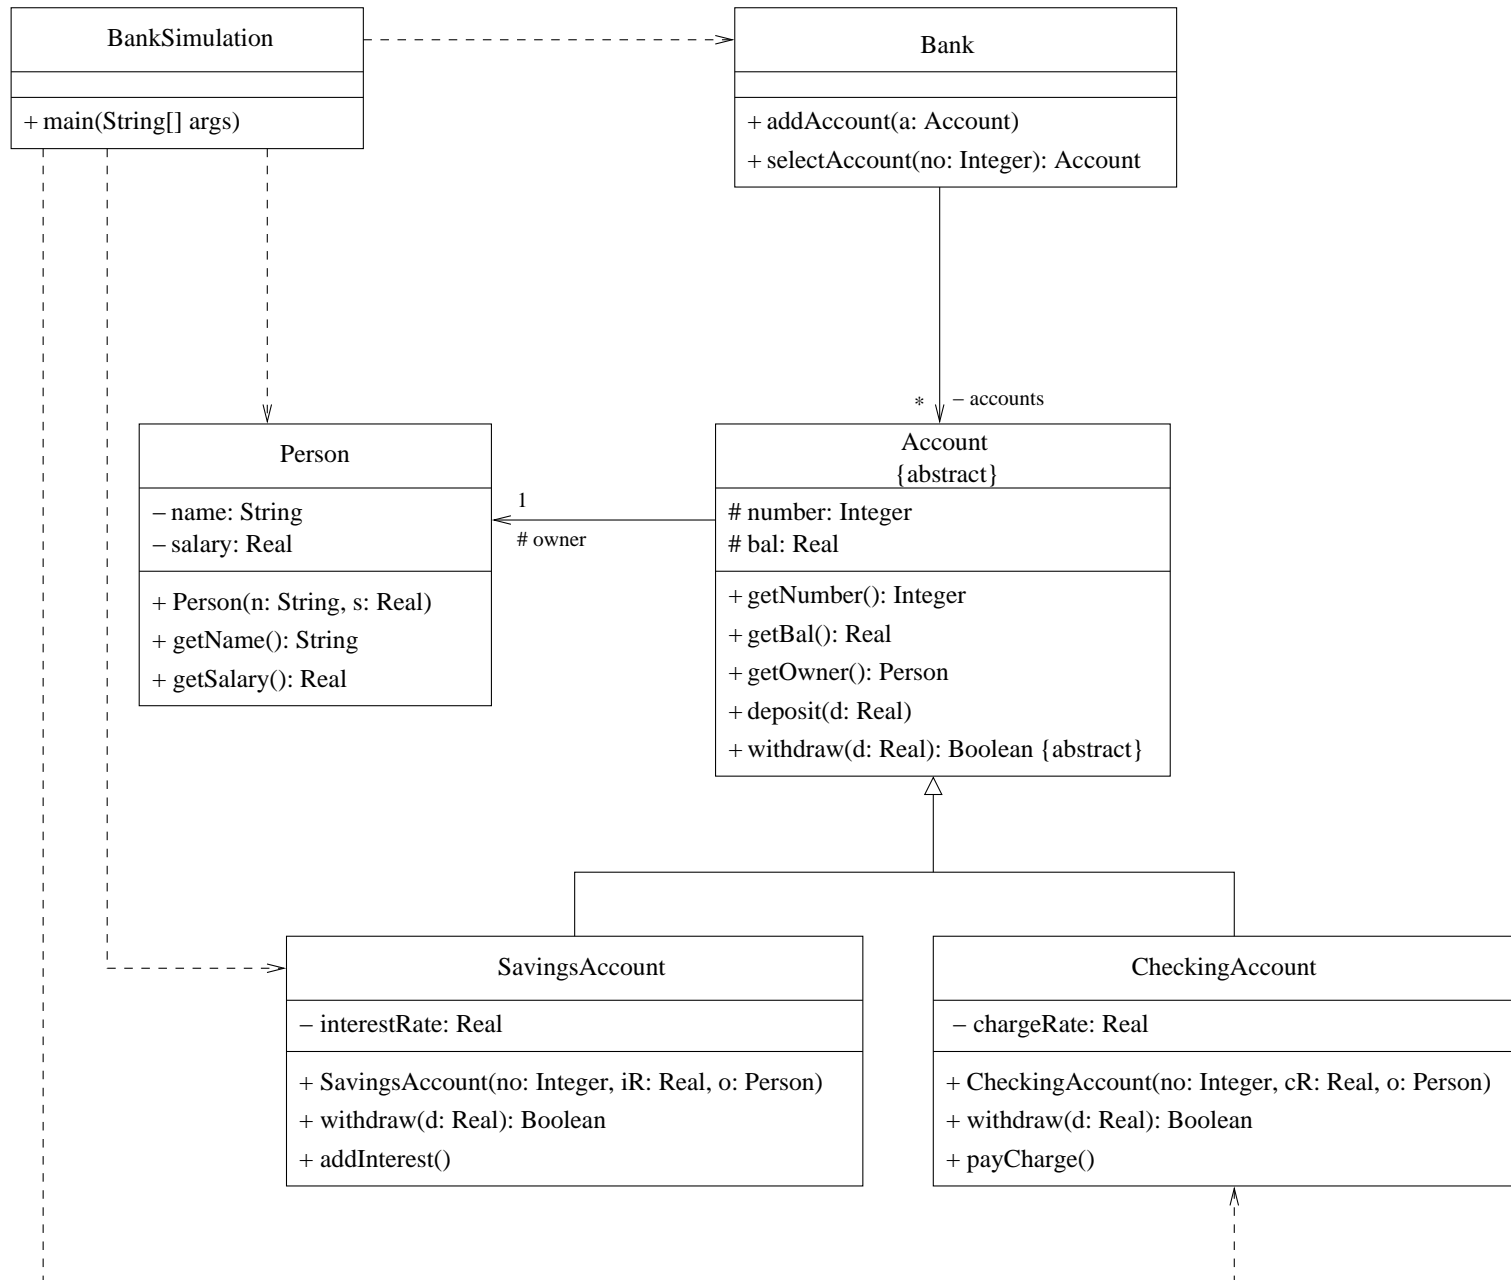 BankSimulation
+ main(String[] args)
Bank
+ addAccount(a: Account)
+ selectAccount(no: Integer): Account
* – accounts
Person
– name: String
– salary: Real
+ Person(n: String, s: Real)
+ getName(): String
+ getSalary(): Real
1
# owner
Account
{abstract}
# number: Integer
# bal: Real
+ getNumber(): Integer
+ getBal(): Real
+ getOwner(): Person
+ deposit(d: Real)
+ withdraw(d: Real): Boolean {abstract}
SavingsAccount
– interestRate: Real
+ SavingsAccount(no: Integer, iR: Real, o: Person)
+ withdraw(d: Real): Boolean
+ addInterest()
CheckingAccount
– chargeRate: Real
+ CheckingAccount(no: Integer, cR: Real, o: Person)
+ withdraw(d: Real): Boolean
+ payCharge()